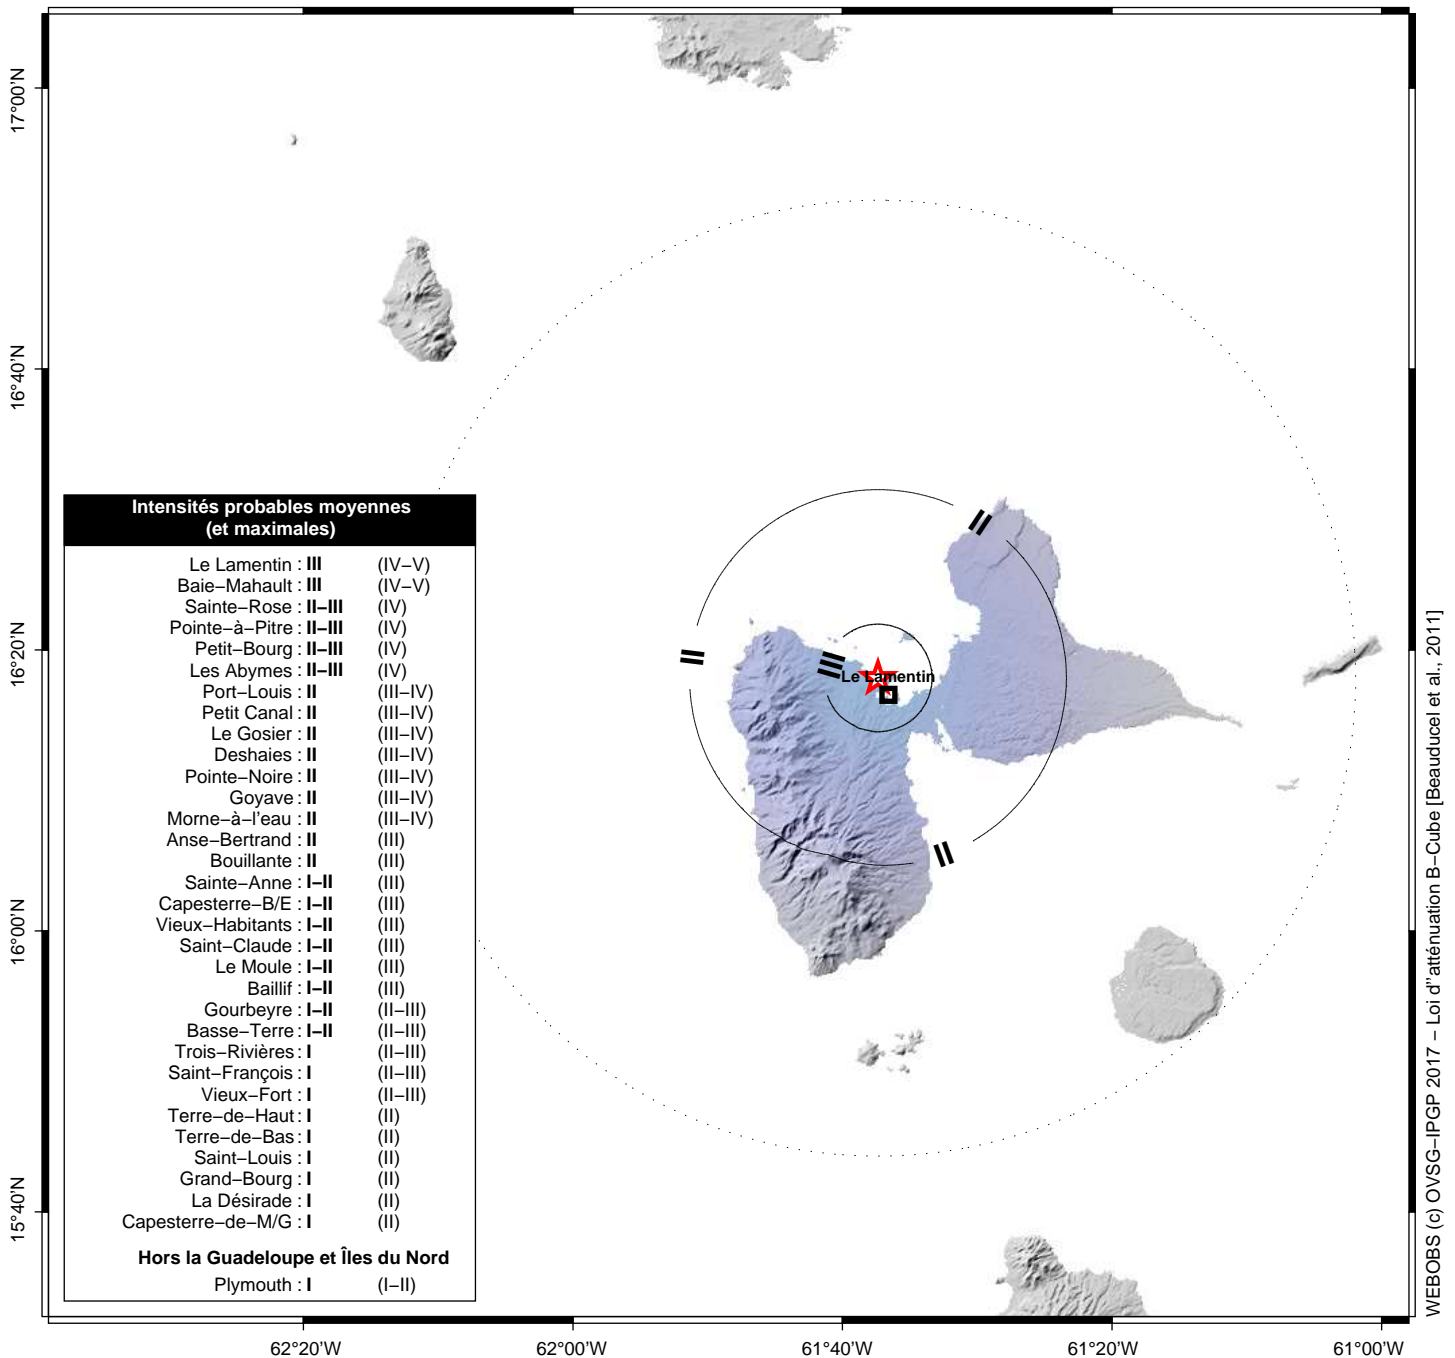 17°00'N
16°40'N
16°20'N
16°00'N
15°40'N
62°20'W
62°00'W
61°40'W
61°20'W
61°00'W
II
II
III
II
Le Lamentin
Intensités probables moyennes
(et maximales)
Le Lamentin : III (IV–V)
Baie–Mahault : III (IV–V)
Sainte–Rose : II–III (IV)
Pointe–à–Pitre : II–III (IV)
Petit–Bourg : II–III (IV)
Les Abymes : II–III (IV)
Port–Louis : II (III–IV)
Petit Canal : II (III–IV)
Le Gosier : II (III–IV)
Deshaies : II (III–IV)
Pointe–Noire : II (III–IV)
Goyave : II (III–IV)
Morne–à–l'eau : II (III–IV)
Anse–Bertrand : II (III)
Bouillante : II (III)
Sainte–Anne : I–II (III)
Capesterre–B/E : I–II (III)
Vieux–Habitants : I–II (III)
Saint–Claude : I–II (III)
Le Moule : I–II (III)
Baillif : I–II (III)
Gourbeyre : I–II (II–III)
Basse–Terre : I–II (II–III)
Trois–Rivières : I (II–III)
Saint–François : I (II–III)
Vieux–Fort : I (II–III)
Terre–de–Haut : I (II)
Terre–de–Bas : I (II)
Saint–Louis : I (II)
Grand–Bourg : I (II)
La Désirade : I (II)
Capesterre–de–M/G : I (II)
Hors la Guadeloupe et Îles du Nord
Plymouth : I (I–II)
WEBOBS (c) OVSG–IPGP 2017 – Loi d''atténuation B–Cube [Beauducel et al., 2011]